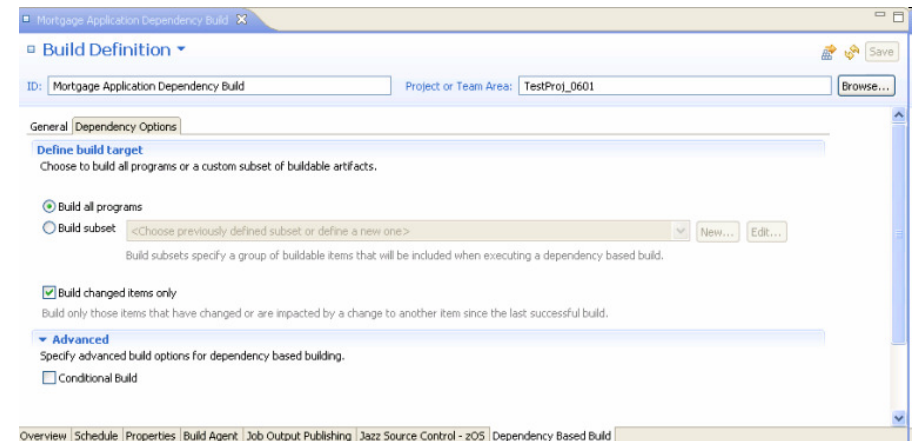 Mortgage Application Dependency Build
Build Definition
Save
ID: Mortgage Application Dependency Build Project or Team Area: TestProj_0601 Browse...
General Dependency Options
Define build target
Choose to build all programs or a custom subset of buildable artifacts.
Build all programs
Build subset <Choose previously defined subset or define a new one> New... Edit...
Build subsets specify a group of buildable items that will be included when executing a dependency based build.
Build changed items only
Build only those items that have changed or are impacted by a change to another item since the last successful build.
Advanced
Specify advanced build options for dependency based building.
Conditional Build
Overview Schedule Properties Build Agent Job Output Publishing Jazz Source Control - zOS Dependency Based Build